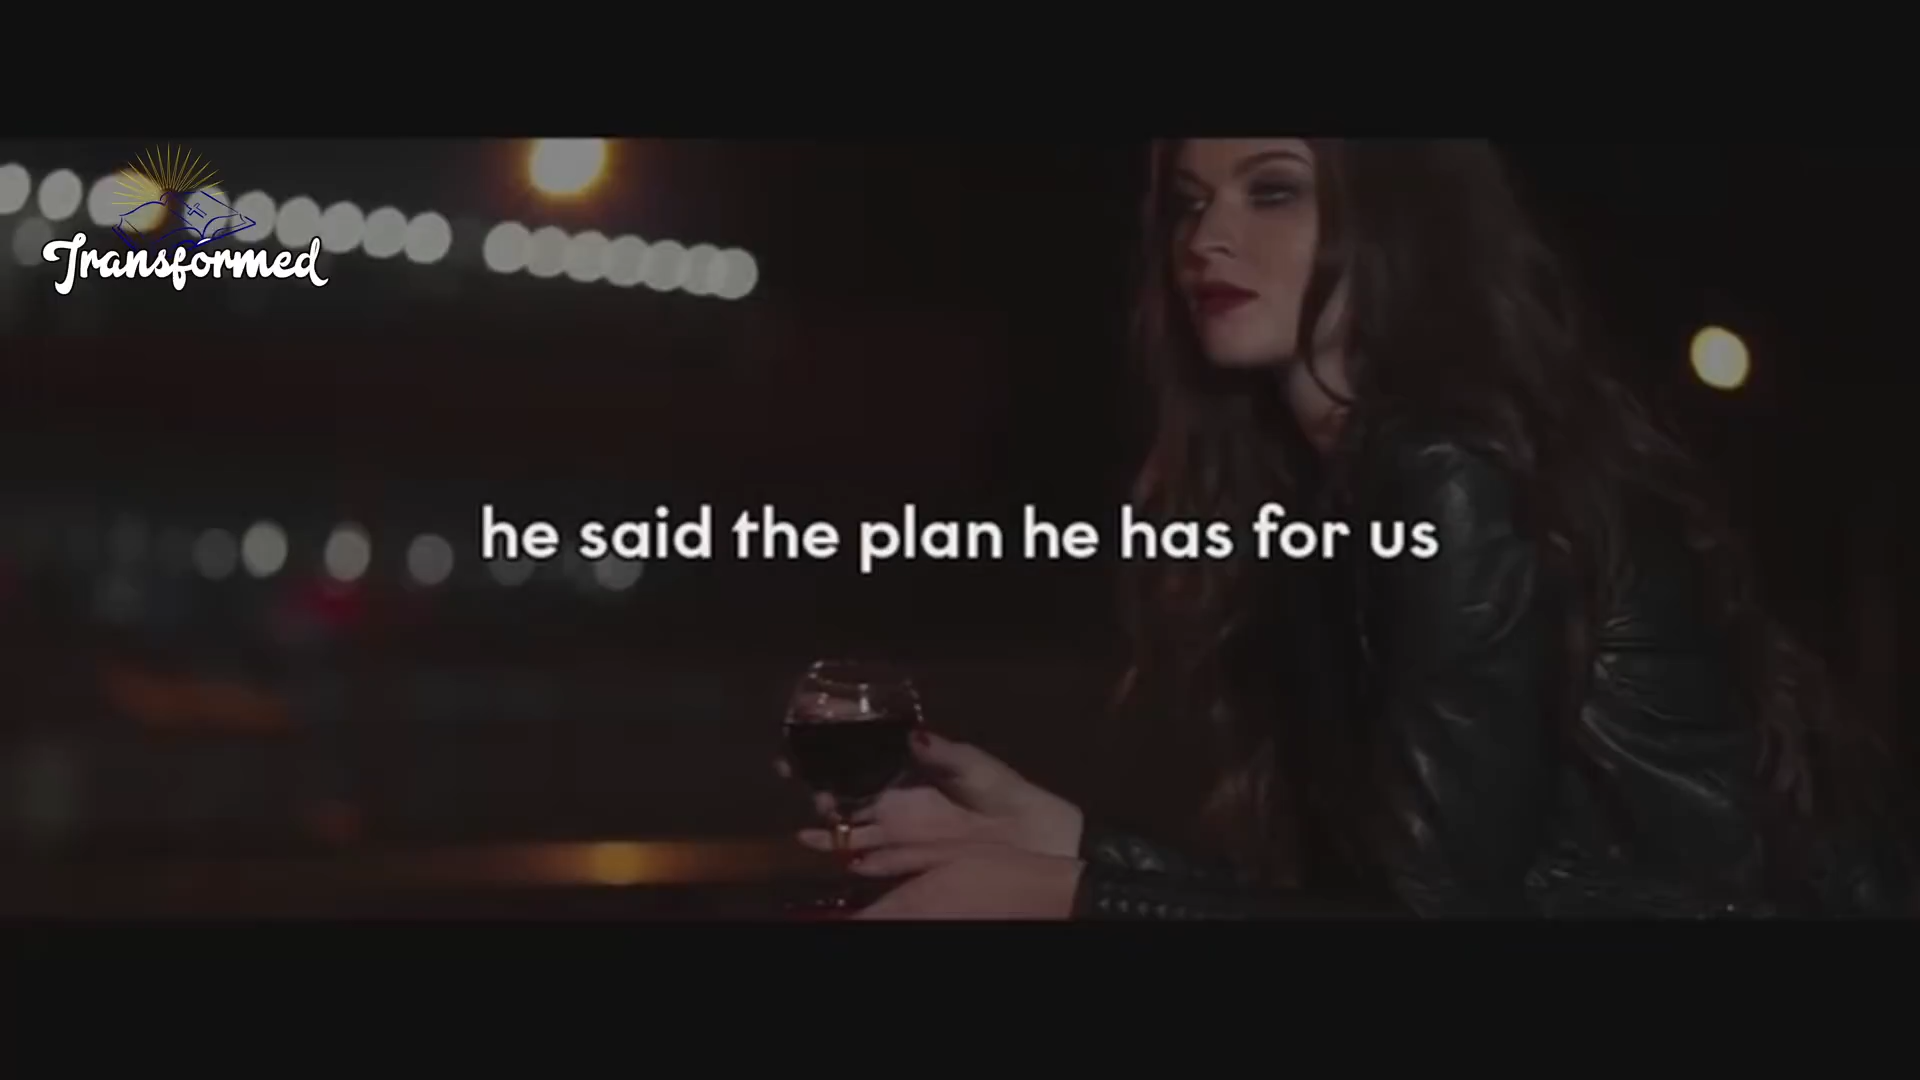 Transformed
he said the plan he has for us